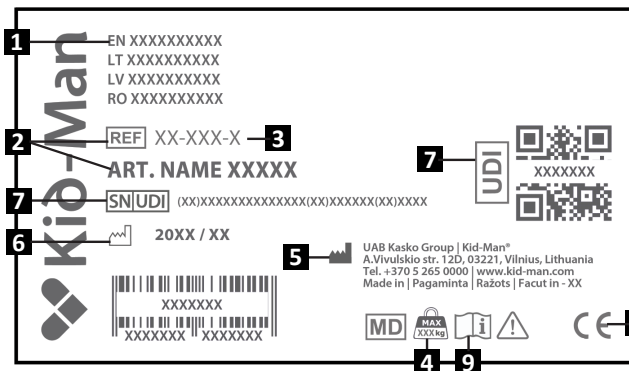 1
EN XXXXXXXXXX
LT XXXXXXXXXX
LV XXXXXXXXXX
RO XXXXXXXXXX
Kid-Man
2
REF XX-XXX-X
3
ART. NAME XXXXX
7
SN UDI (XX)XXXXXXXXXXXXXX(XX)XXXXXX(XX)XXXX
6
20XX / XX
7
UDI
XXXXXXX
5
UAB Kasko Group | Kid-Man®
A.Vivulskio str. 12D, 03221, Vilnius, Lithuania
Tel. +370 5 265 0000 | www.kid-man.com
Made in | Pagaminta | Ražots | Facut in - XX
XXXXXXX
XXXXXXX XXXXXXX
MD
MAX
XXX kg
i
CE
4
9